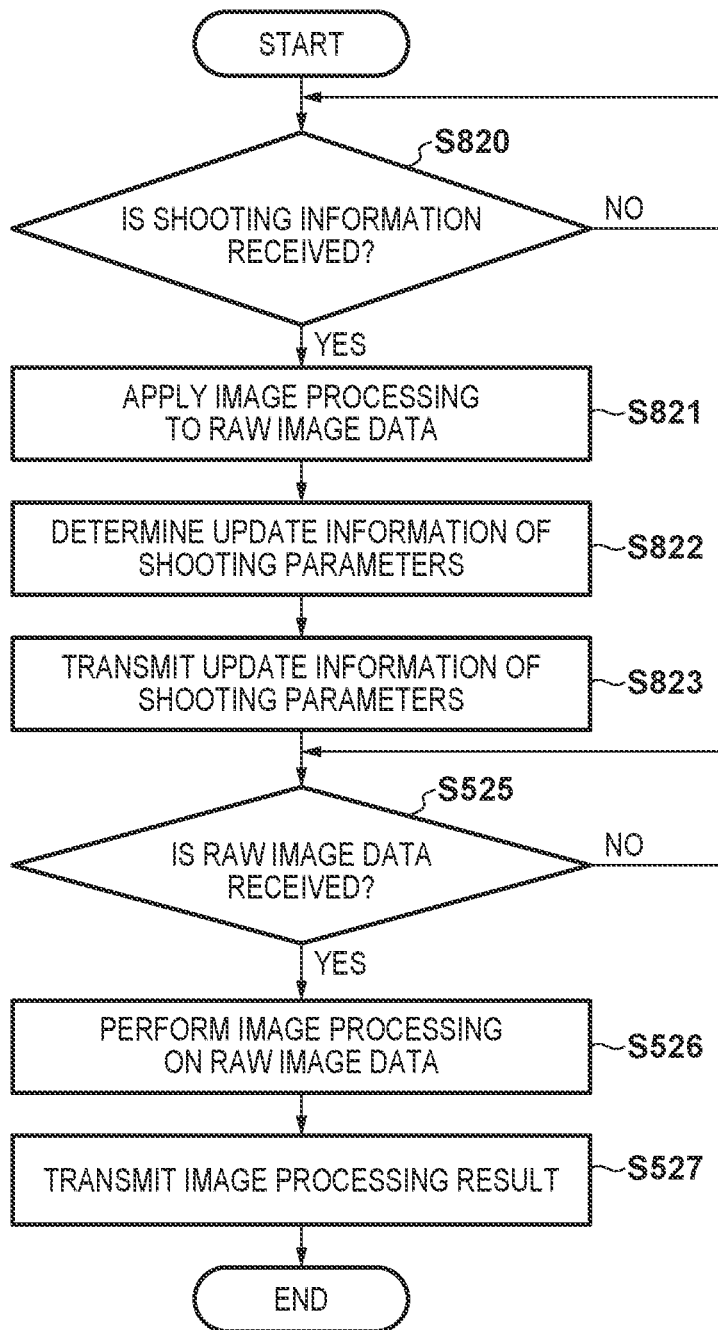 START
S820
IS SHOOTING INFORMATION
RECEIVED?
NO
YES
APPLY IMAGE PROCESSING
TO RAW IMAGE DATA
S821
DETERMINE UPDATE INFORMATION OF
SHOOTING PARAMETERS
S822
TRANSMIT UPDATE INFORMATION OF
SHOOTING PARAMETERS
S823
S525
IS RAW IMAGE DATA
RECEIVED?
NO
YES
PERFORM IMAGE PROCESSING
ON RAW IMAGE DATA
S526
TRANSMIT IMAGE PROCESSING RESULT
S527
END